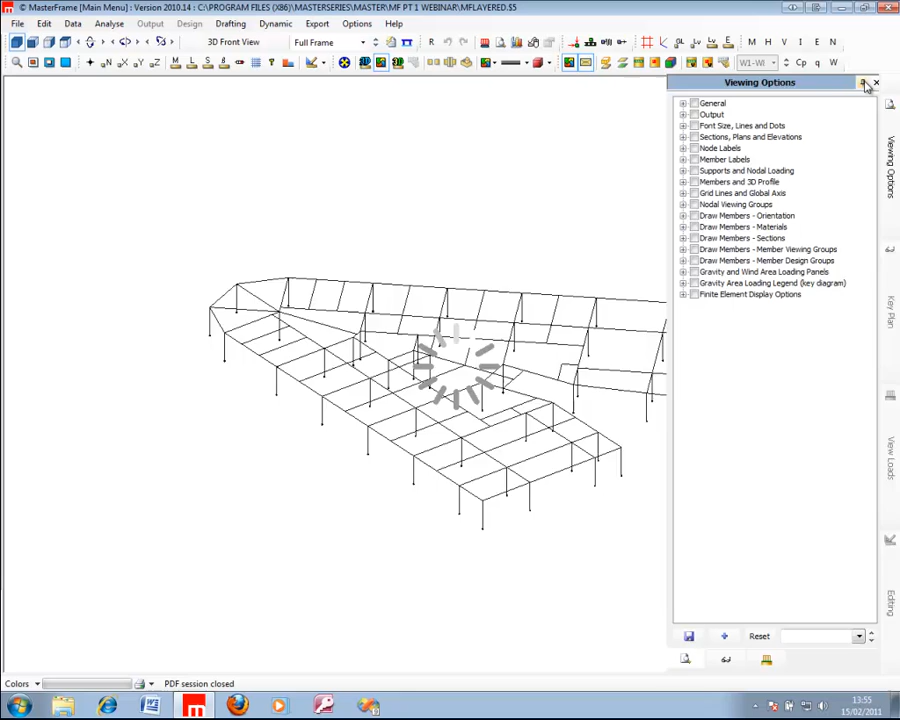 © MasterFrame [Main Menu] : Version 2010.14 : C:\PROGRAM FILES (X86)\MASTERSERIES\MASTER\MF PT 1 WEBINAR\MFLAYERED.$5
File Edit Data Analyse Output Design Drafting Dynamic Export Options Help
3D Front View Full Frame R M H V I E N
M L S B W1-WI Cp q W
Viewing Options
General
Output
Font Size, Lines and Dots
Sections, Plans and Elevations
Node Labels
Member Labels
Supports and Nodal Loading
Members and 3D Profile
Grid Lines and Global Axis
Nodal Viewing Groups
Draw Members - Orientation
Draw Members - Materials
Draw Members - Sections
Draw Members - Member Viewing Groups
Draw Members - Member Design Groups
Gravity and Wind Area Loading Panels
Gravity Area Loading Legend (key diagram)
Finite Element Display Options
Viewing Options
Key Plan
View Loads
Editing
Reset
Colors PDF session closed
13:55
15/02/2011